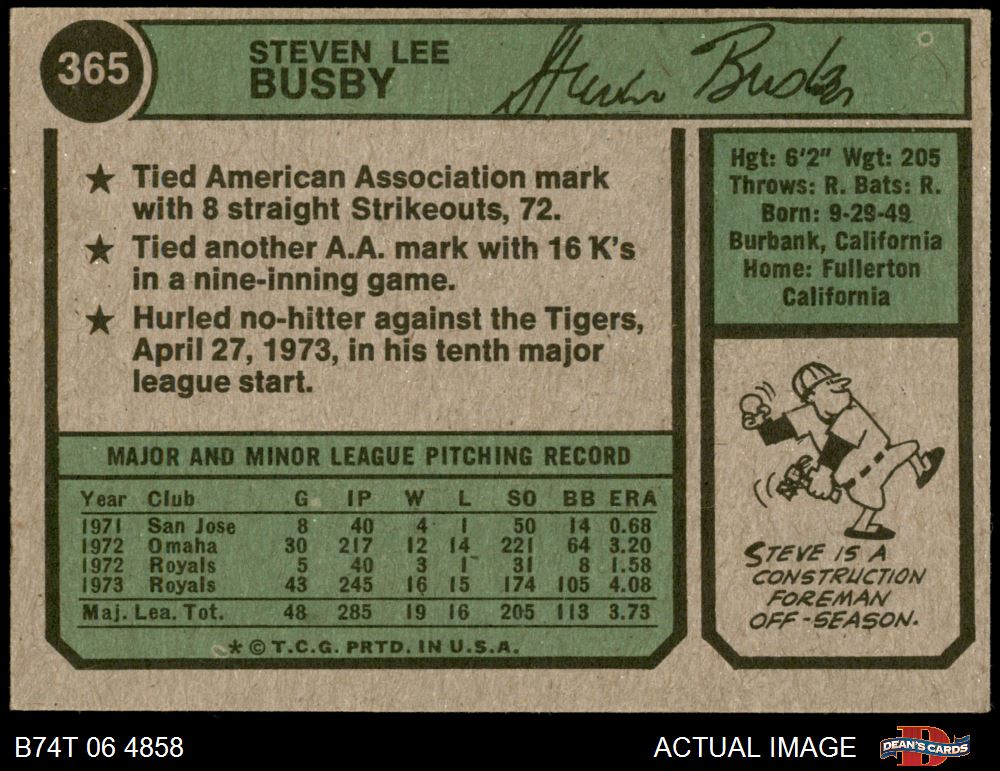 365
STEVEN LEE
BUSBY
Steven Busby
★ Tied American Association mark
with 8 straight Strikeouts, 72.
★ Tied another A.A. mark with 16 K's
in a nine-inning game.
★ Hurled no-hitter against the Tigers,
April 27, 1973, in his tenth major
league start.
MAJOR AND MINOR LEAGUE PITCHING RECORD
Year Club G IP W L SO BB ERA
1971 San Jose 8 40 4 1 50 14 0.68
1972 Omaha 30 217 12 14 221 64 3.20
1972 Royals 5 40 3 1 31 8 1.58
1973 Royals 43 245 16 15 174 105 4.08
Maj. Lea. Tot. 48 285 19 16 205 113 3.73
* © T.C.G. PRTD. IN U.S.A.
Hgt: 6'2" Wgt: 205
Throws: R. Bats: R.
Born: 9-29-49
Burbank, California
Home: Fullerton
California
STEVE IS A
CONSTRUCTION
FOREMAN
OFF-SEASON.
B74T 06 4858
ACTUAL IMAGE
DEAN'S CARDS